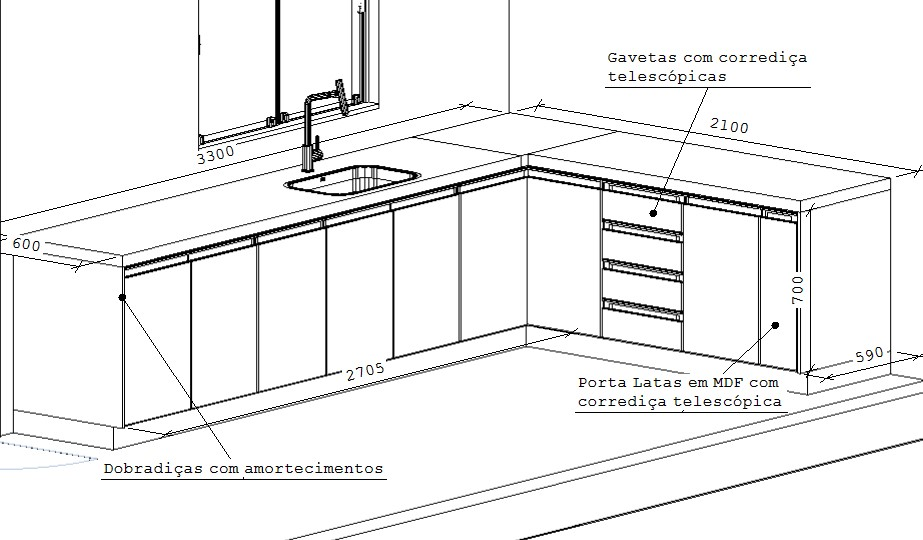 Gavetas com corrediça
telescópicas
2100
3300
600
700
590
2705
Porta Latas em MDF com
corrediça telescópica
Dobradiças com amortecimentos